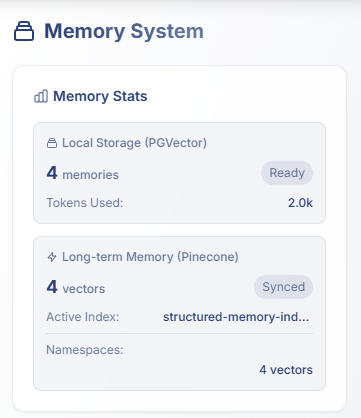 Memory System
Memory Stats
Local Storage (PGVector)
4 memories
Ready
Tokens Used:
2.0k
Long-term Memory (Pinecone)
4 vectors
Synced
Active Index:
structured-memory-ind...
Namespaces:
4 vectors